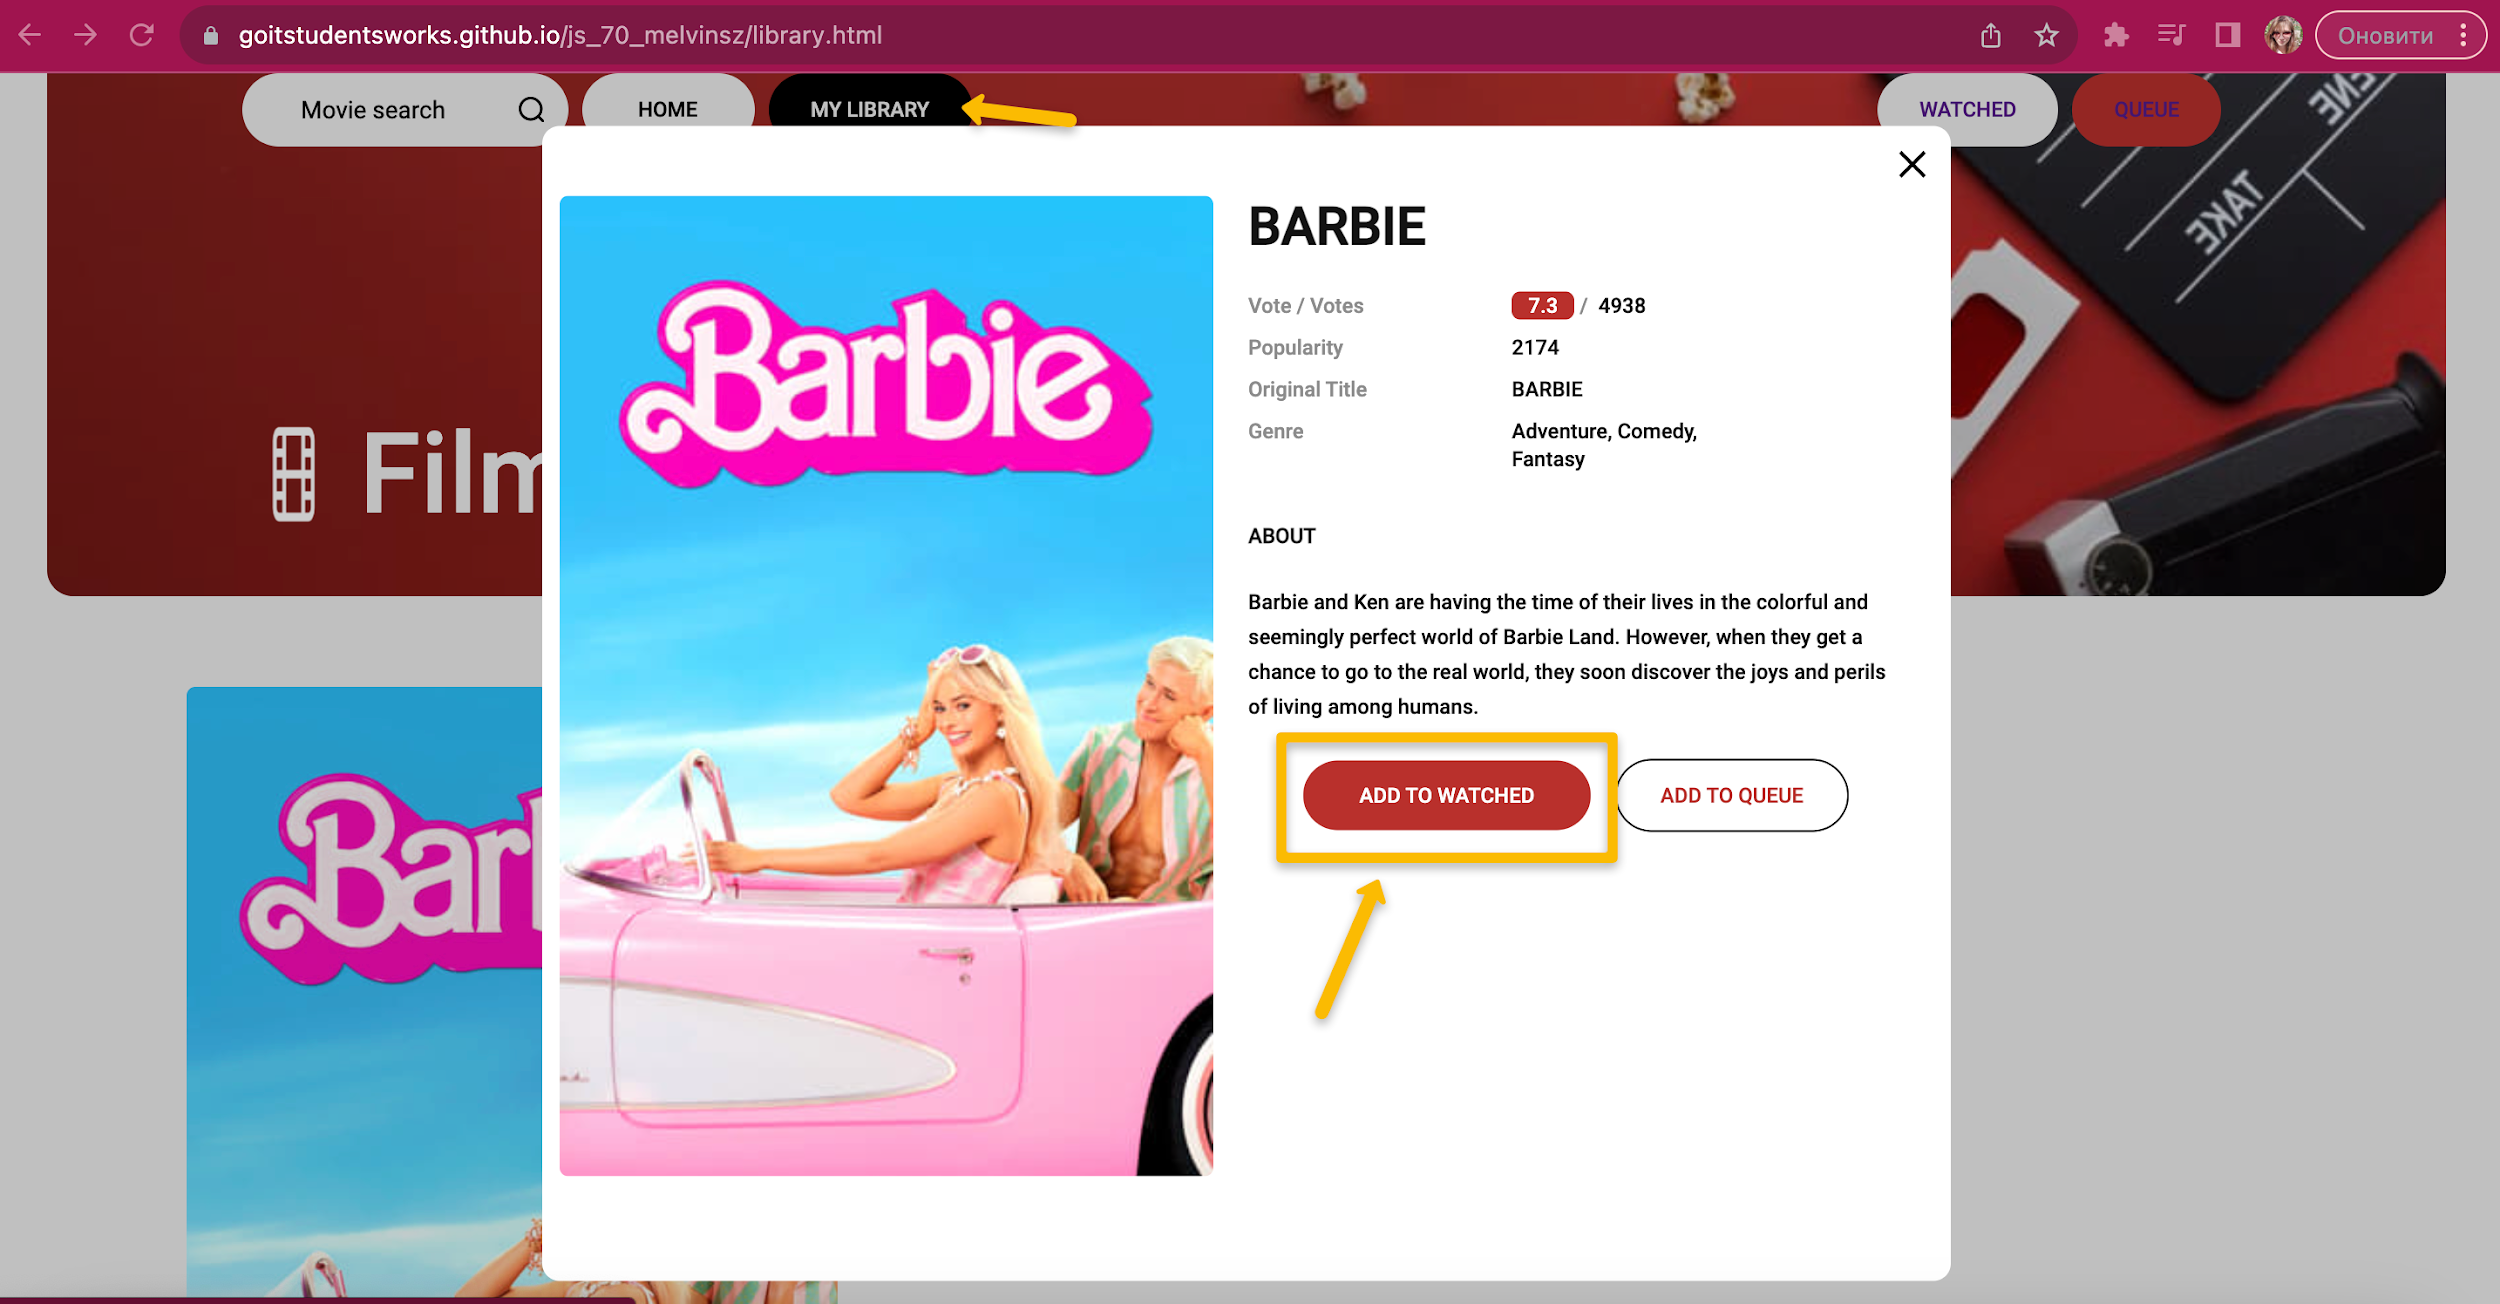 goitstudentsworks.github.io/js_70_melvinsz/library.html
Оновити
Movie search
HOME
MY LIBRARY
WATCHED
QUEUE
TAKE
Film
Barbie
BARBIE
Vote / Votes 7.3 / 4938
Popularity 2174
Original Title BARBIE
Genre Adventure, Comedy,
Fantasy
ABOUT
Barbie and Ken are having the time of their lives in the colorful and
seemingly perfect world of Barbie Land. However, when they get a
chance to go to the real world, they soon discover the joys and perils
of living among humans.
ADD TO WATCHED
ADD TO QUEUE
Bar